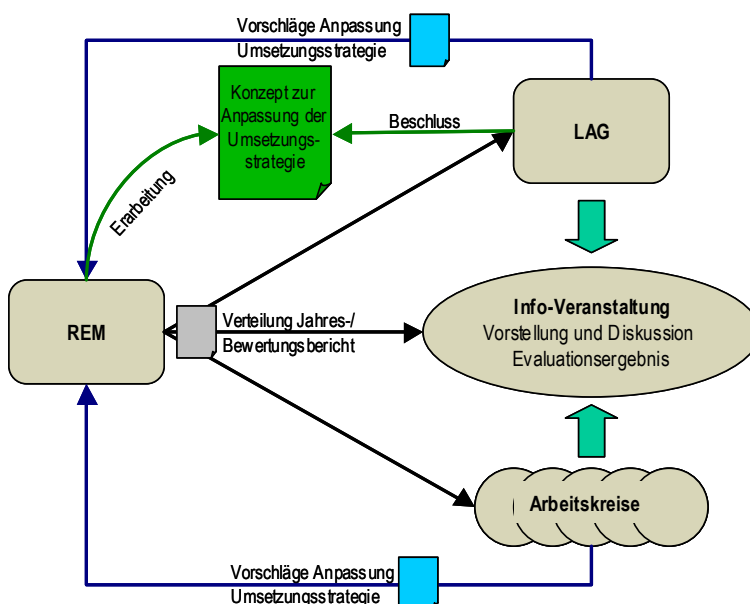 Vorschläge Anpassung
Umsetzungsstrategie
Konzept zur
Anpassung der
Umsetzungs-
strategie
Beschluss
LAG
Erarbeitung
REM
Verteilung Jahres-/
Bewertungsbericht
Info-Veranstaltung
Vorstellung und Diskussion
Evaluationsergebnis
Arbeitskreise
Vorschläge Anpassung
Umsetzungsstrategie